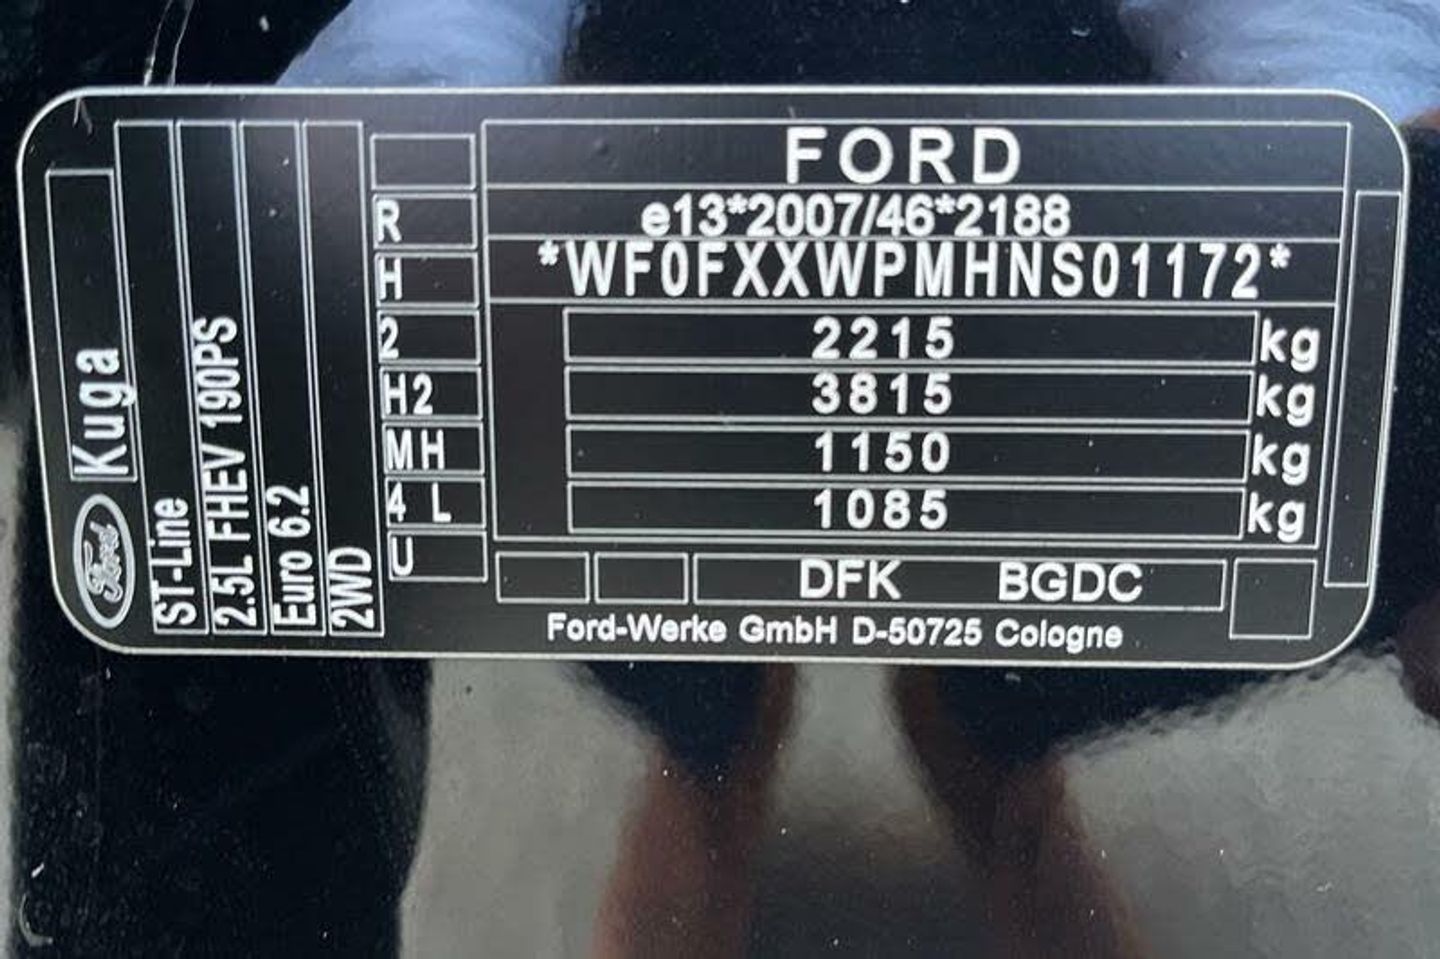 FORD
e13*2007/46*2188
*WF0FXXWPMHNS01172*
2215 kg
3815 kg
1150 kg
1085 kg
DFK BGDC
Ford-Werke GmbH D-50725 Cologne
R
H
2
H2
MH
4 L
U
Ford Kuga
ST-Line
2.5L FHEV 190PS
Euro 6.2
2WD